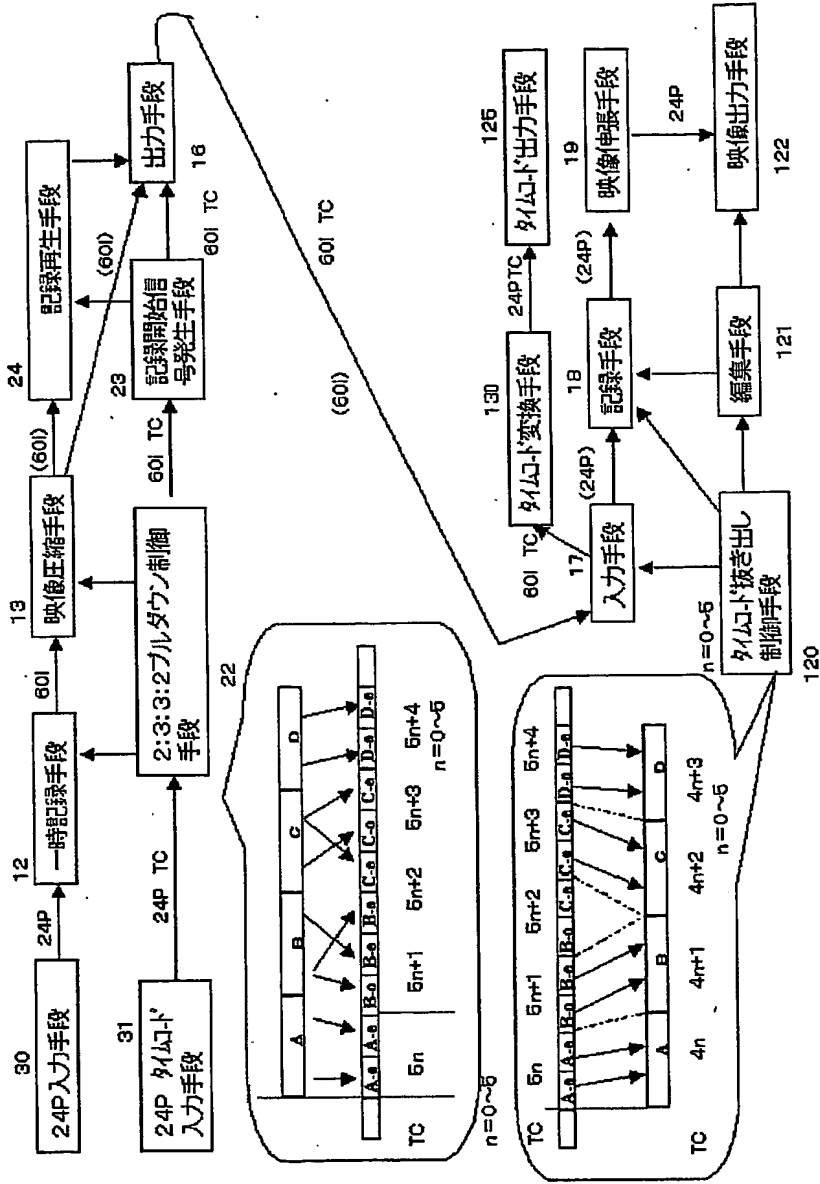 30
24P入力手段
24P
12
一時記録手段
60I
13
映像圧縮手段
(60I)
24
記録再生手段
(60I)
出力手段
16
31
24P タイムコード
入力手段
24P TC
2:3:3:2プルダウン制御
手段
22
60I TC
23
記録開始信
号発生手段
60I TC
A
B
C
D
TC
5n
5n+1
5n+2
5n+3
5n+4
n=0~5
n=0~5
60I TC
(60I)
TC
5n
5n+1
5n+2
5n+3
5n+4
n=0~5
A
B
C
D
TC
4n
4n+1
4n+2
4n+3
n=0~5
60I TC
17
入力手段
タイムコード抜き出し
制御手段
120
130
タイムコード変換手段
24PTC
タイムコード出力手段
125
(24P)
18
記録手段
(24P)
19
映像伸張手段
24P
編集手段
121
映像出力手段
122